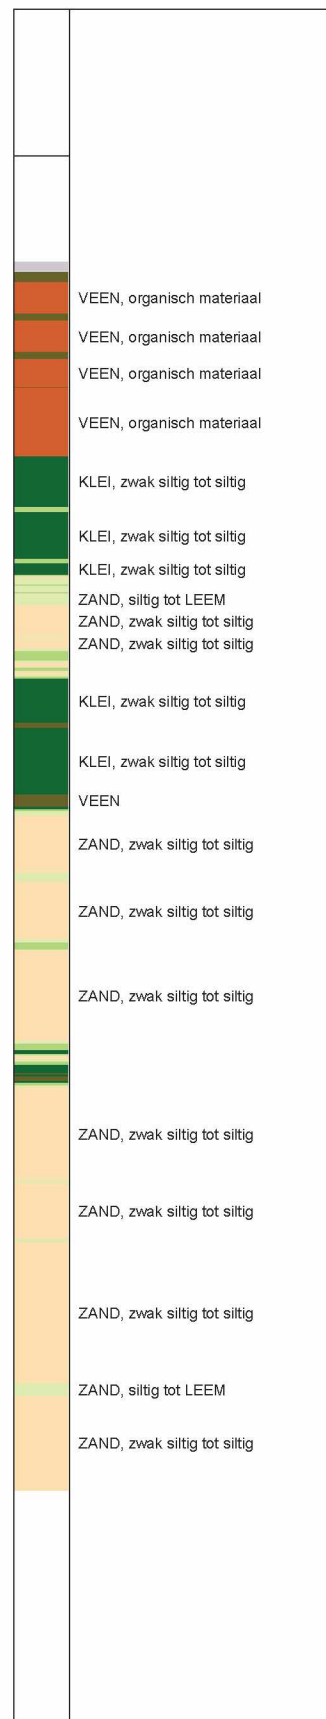 VEEN, organisch materiaal
VEEN, organisch materiaal
VEEN, organisch materiaal
VEEN, organisch materiaal
KLEI, zwak siltig tot siltig
KLEI, zwak siltig tot siltig
KLEI, zwak siltig tot siltig
ZAND, siltig tot LEEM
ZAND, zwak siltig tot siltig
ZAND, zwak siltig tot siltig
KLEI, zwak siltig tot siltig
KLEI, zwak siltig tot siltig
VEEN
ZAND, zwak siltig tot siltig
ZAND, zwak siltig tot siltig
ZAND, zwak siltig tot siltig
ZAND, zwak siltig tot siltig
ZAND, zwak siltig tot siltig
ZAND, zwak siltig tot siltig
ZAND, siltig tot LEEM
ZAND, zwak siltig tot siltig